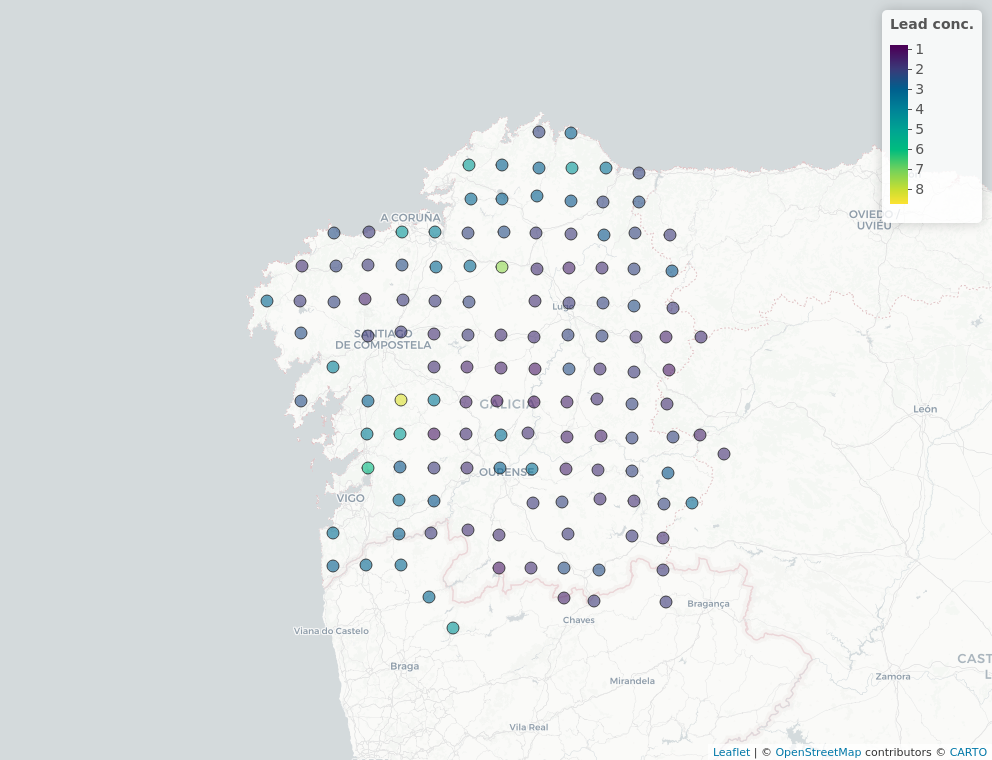 Lead conc.
1
2
3
4
5
6
7
8
A CORUÑA
OVIEDO /
UVIÉU
Lugo
SANTIAGO
DE COMPOSTELA
GALICIA
León
OURENSE
VIGO
Bragança
Chaves
Viana do Castelo
Braga
Mirandela
Zamora
CAST
L
Vila Real
Leaflet | © OpenStreetMap contributors © CARTO